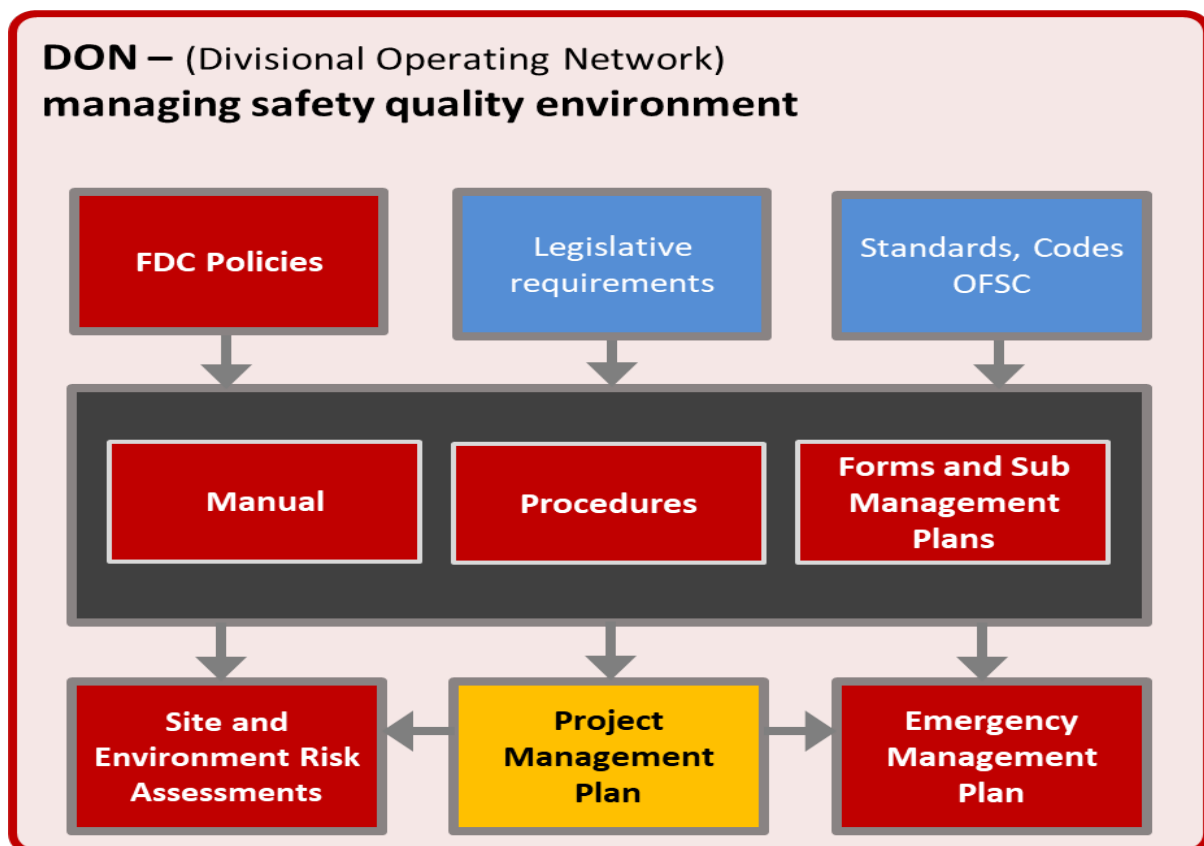 DON – (Divisional Operating Network)
managing safety quality environment
FDC Policies
Legislative
requirements
Standards, Codes
OFSC
Manual
Procedures
Forms and Sub
Management
Plans
Site and
Environment Risk
Assessments
Project
Management
Plan
Emergency
Management
Plan